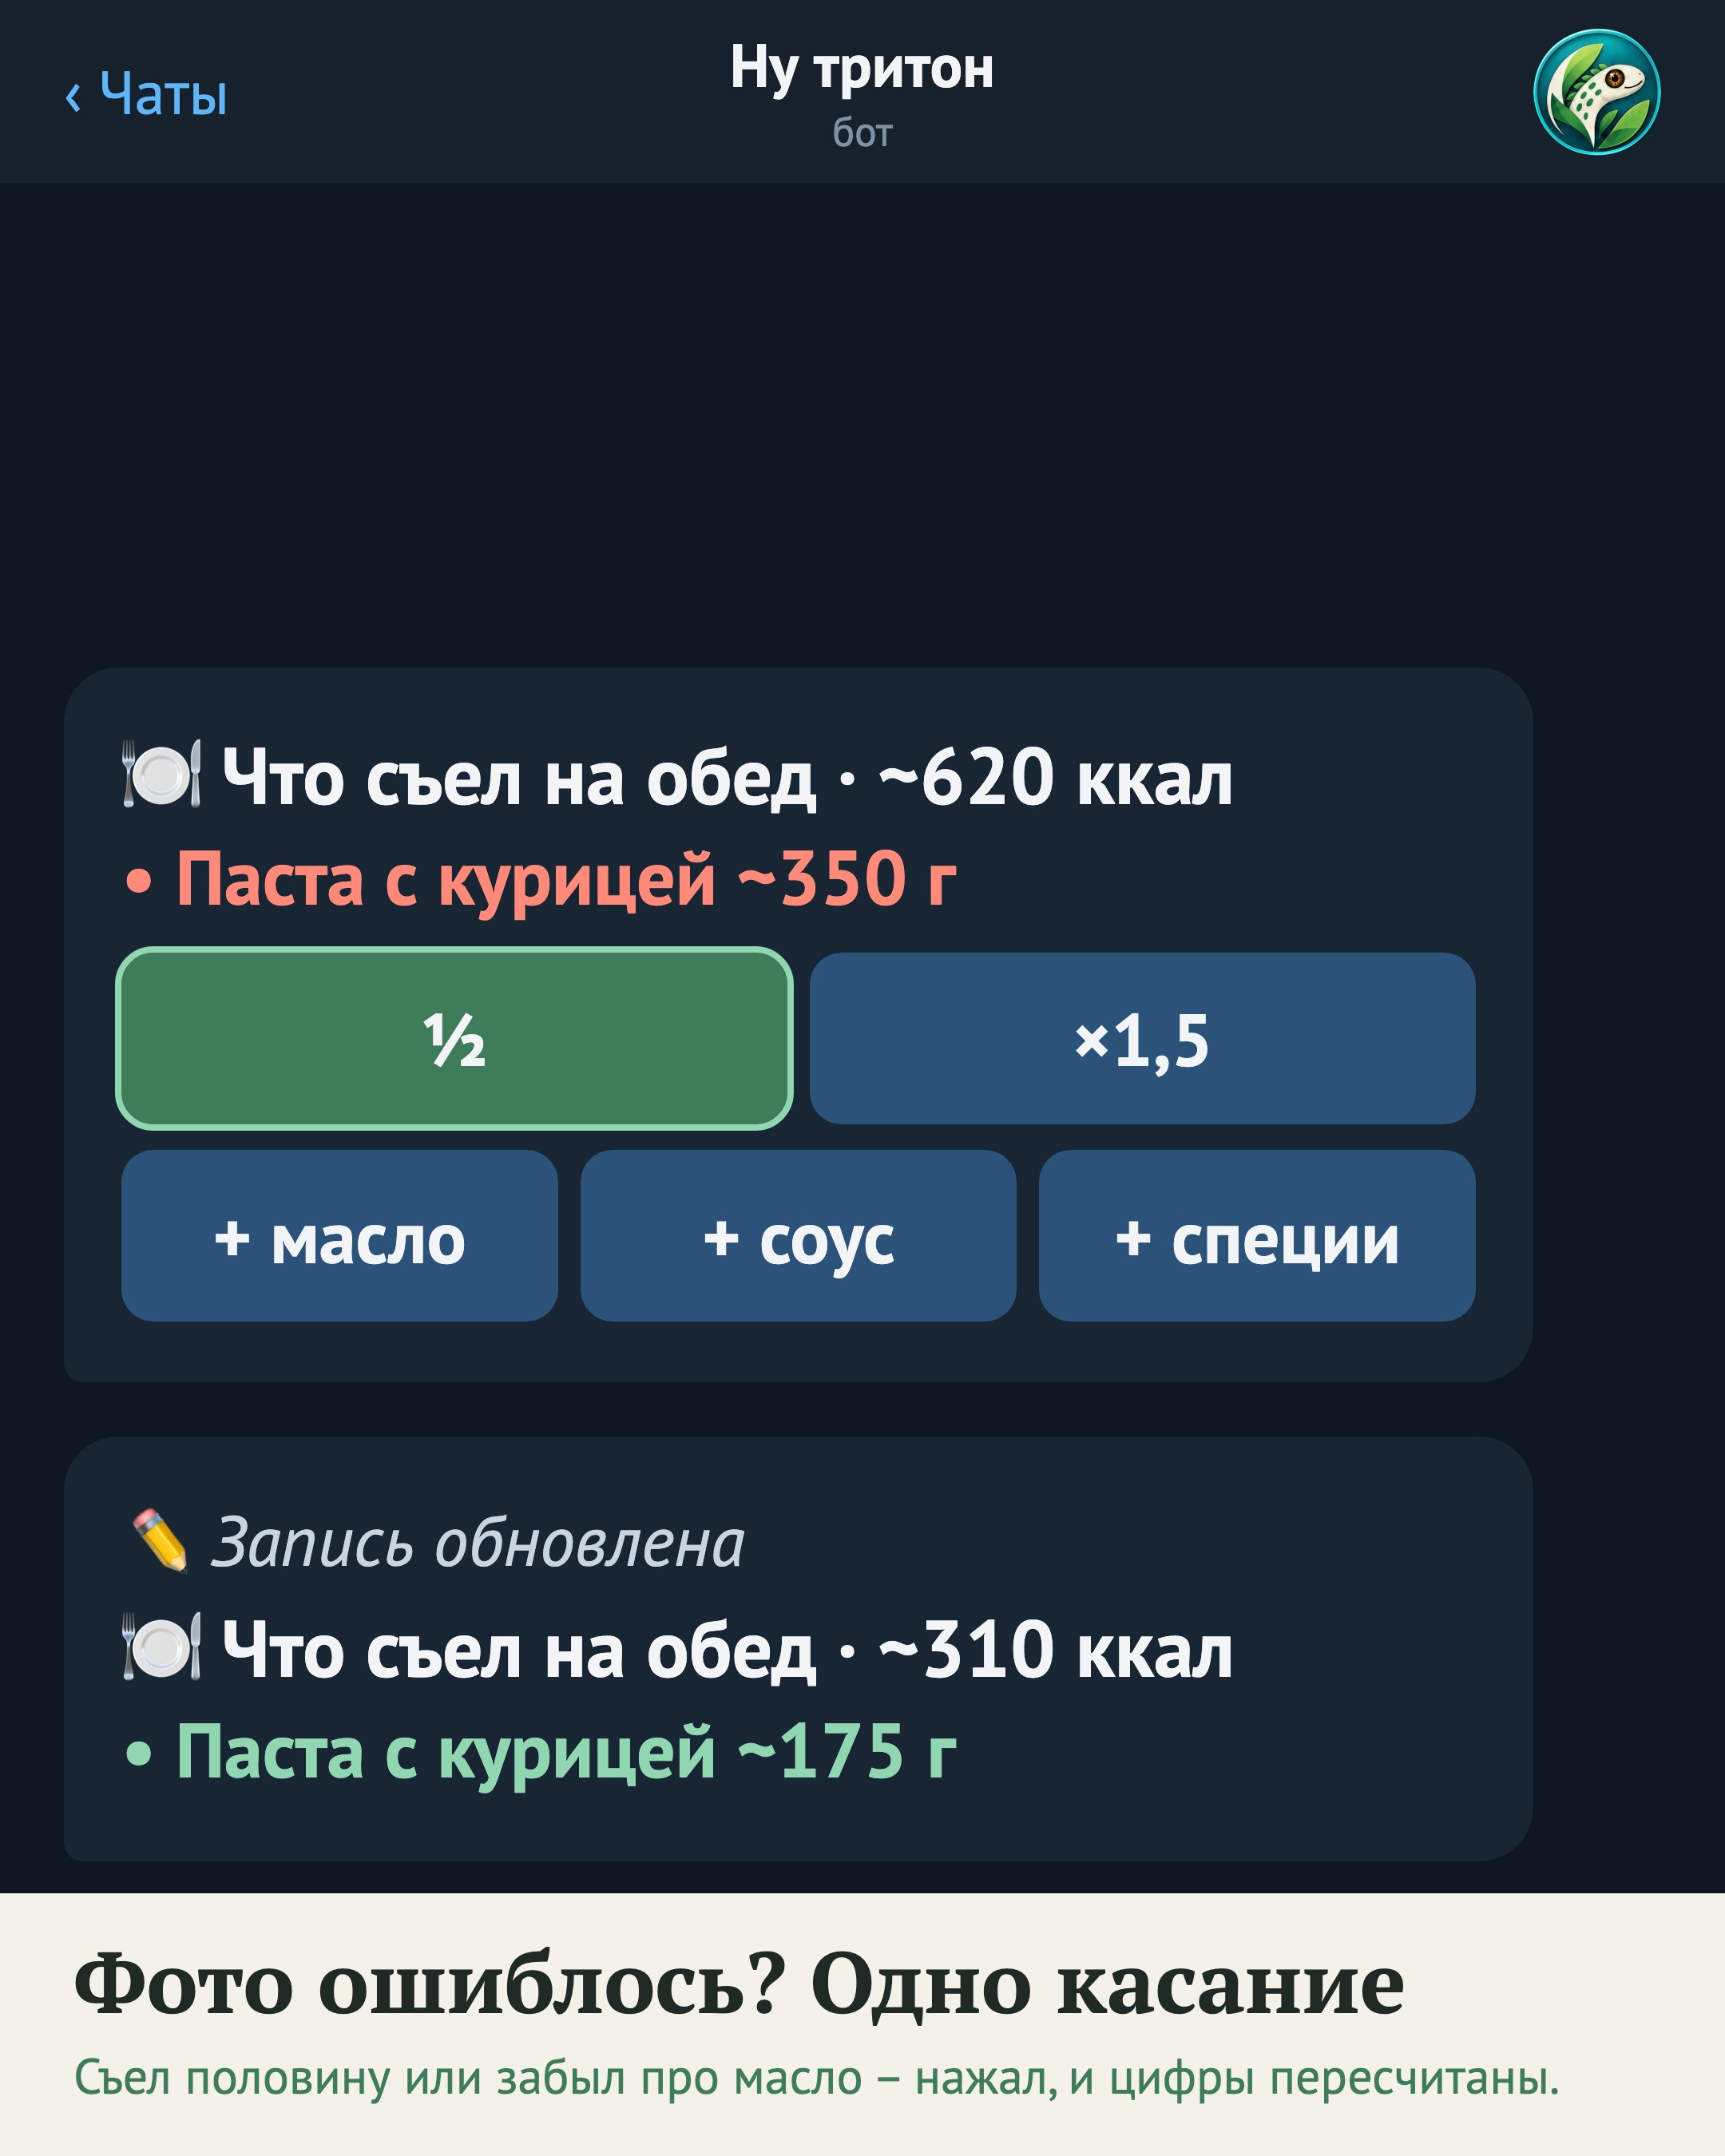 ‹ Чаты
Ну тритон
бот
🍽️ Что съел на обед · ~620 ккал
• Паста с курицей ~350 г
½
×1,5
+ масло
+ соус
+ специи
✏️ Запись обновлена
🍽️ Что съел на обед · ~310 ккал
• Паста с курицей ~175 г
Фото ошиблось? Одно касание
Съел половину или забыл про масло – нажал, и цифры пересчитаны.